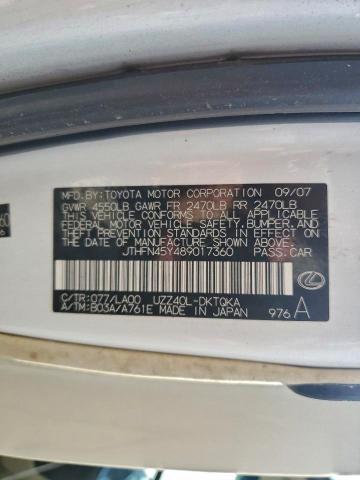 MFD.BY:TOYOTA MOTOR CORPORATION 09/07
GVWR 4550LB GAWR FR 2470LB RR 2470LB
THIS VEHICLE CONFORMS TO ALL APPLICABLE
FEDERAL MOTOR VEHICLE SAFETY, BUMPER, AND
THEFT PREVENTION STANDARDS IN EFFECT ON
THE DATE OF MANUFACTURE SHOWN ABOVE.
JTHFN45Y489017360 PASS.CAR
C/TR:077/LA00 UZZ40L-DKTQKA
A/TM:B03A/A761E MADE IN JAPAN 976 A
60